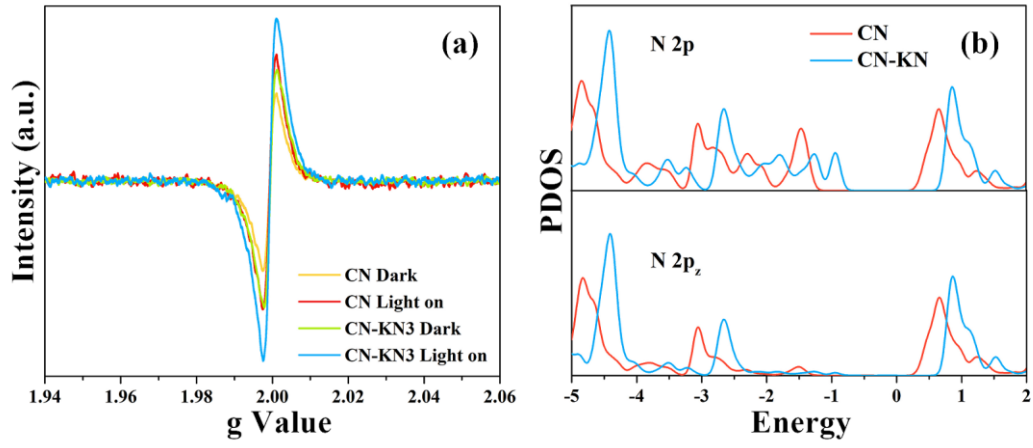 (a)
Intensity (a.u.)
CN Dark
CN Light on
CN-KN3 Dark
CN-KN3 Light on
1.94 1.96 1.98 2.00 2.02 2.04 2.06
g Value
(b)
N 2p
CN
CN-KN
PDOS
N 2pz
-5 -4 -3 -2 -1 0 1 2
Energy